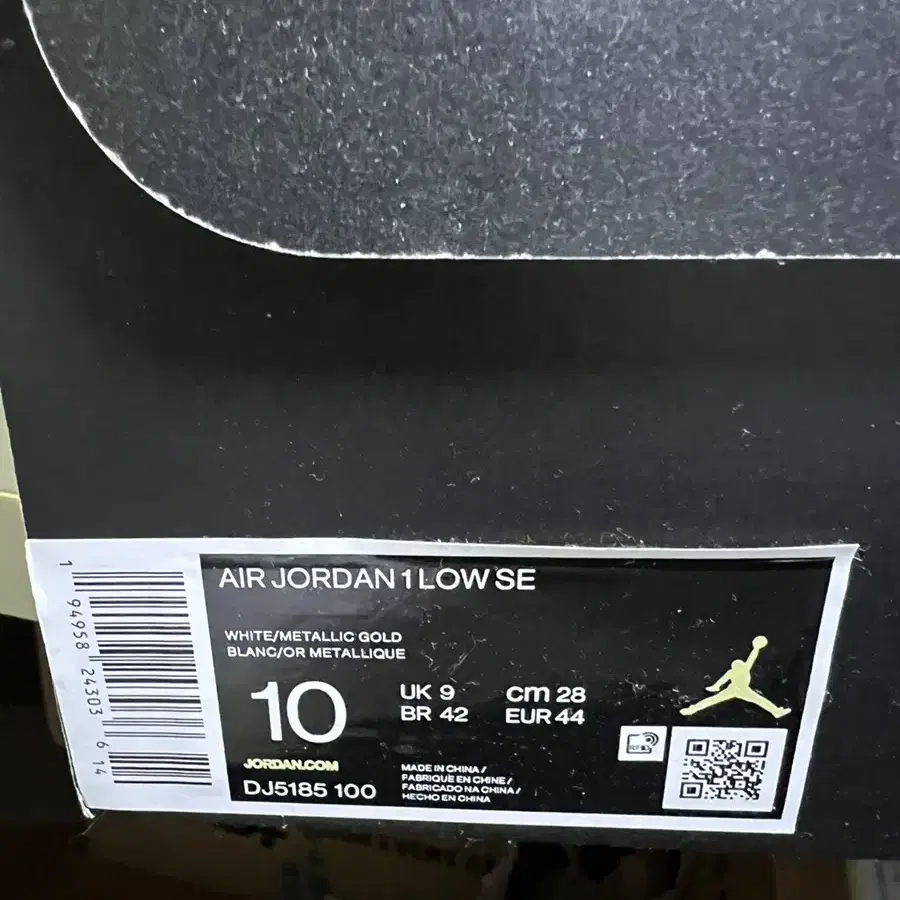 AIR JORDAN 1 LOW SE
WHITE/METALLIC GOLD
BLANC/OR METALLIQUE
10
UK 9
BR 42
cm 28
EUR 44
JORDAN.COM
DJ5185 100
MADE IN CHINA /
FABRIQUE EN CHINE /
FABRICADO NA CHINA /
HECHO EN CHINA
RFID
1 94958 24303 6 14